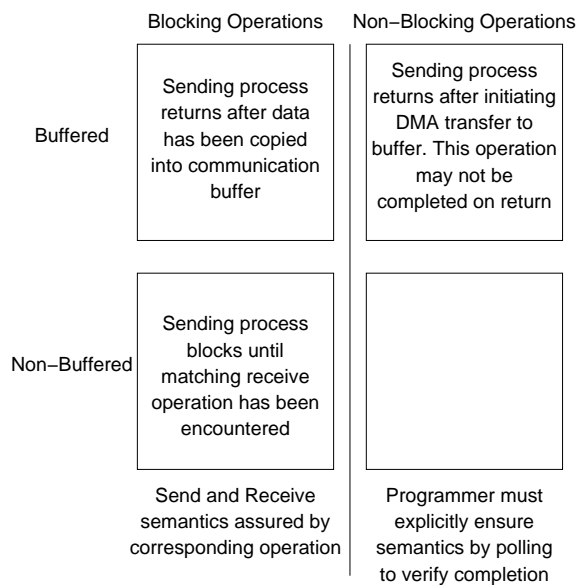 Blocking Operations
Non−Blocking Operations
Buffered
Sending process
returns after data
has been copied
into communication
buffer
Sending process
returns after initiating
DMA transfer to
buffer. This operation
may not be
completed on return
Non−Buffered
Sending process
blocks until
matching receive
operation has been
encountered
Send and Receive
semantics assured by
corresponding operation
Programmer must
explicitly ensure
semantics by polling
to verify completion